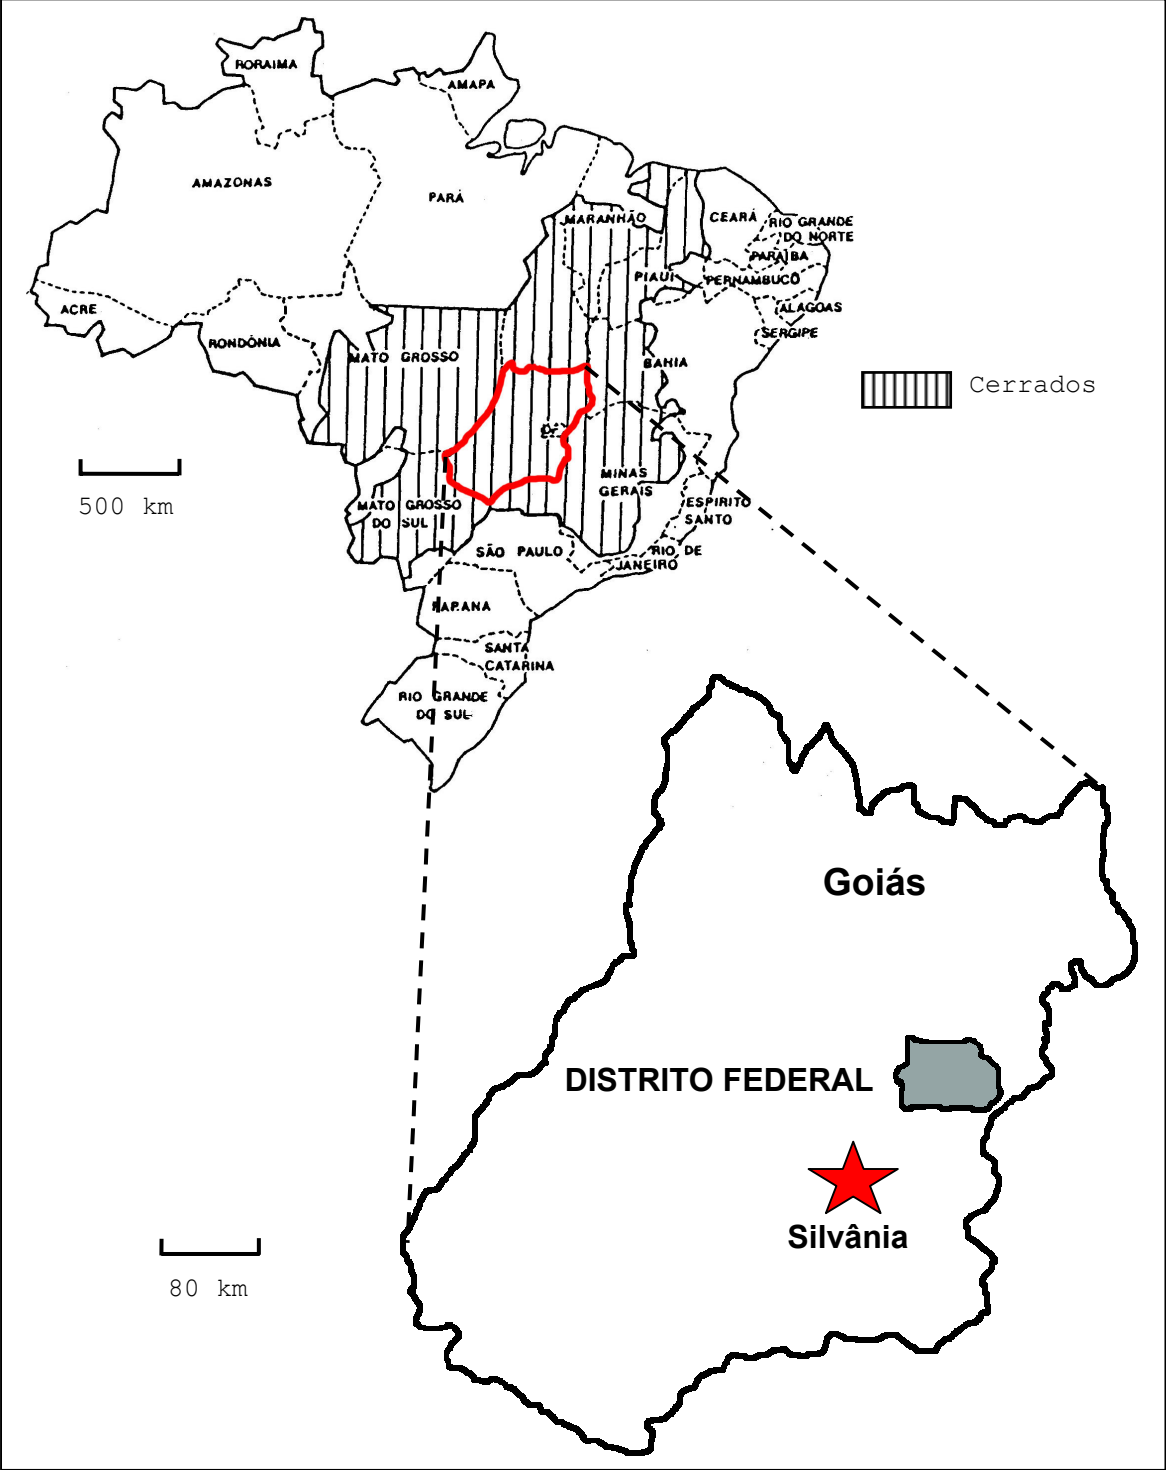 RORAIMA
AMAPA
AMAZONAS
PARÁ
MARANHÃO
CEARÁ
RIO GRANDE
DO NORTE
PARAÍBA
PIAUI
PERNAMBUCO
ACRE
ALAGOAS
SERGIPE
RONDÔNIA
MATO GROSSO
BAHIA
Cerrados
DF
MINAS
GERAIS
500 km
MATO GROSSO
DO SUL
ESPIRITO
SANTO
SÃO PAULO
RIO DE
JANEIRO
PARANA
SANTA
CATARINA
RIO GRANDE
DO SUL
Goiás
DISTRITO FEDERAL
Silvânia
80 km